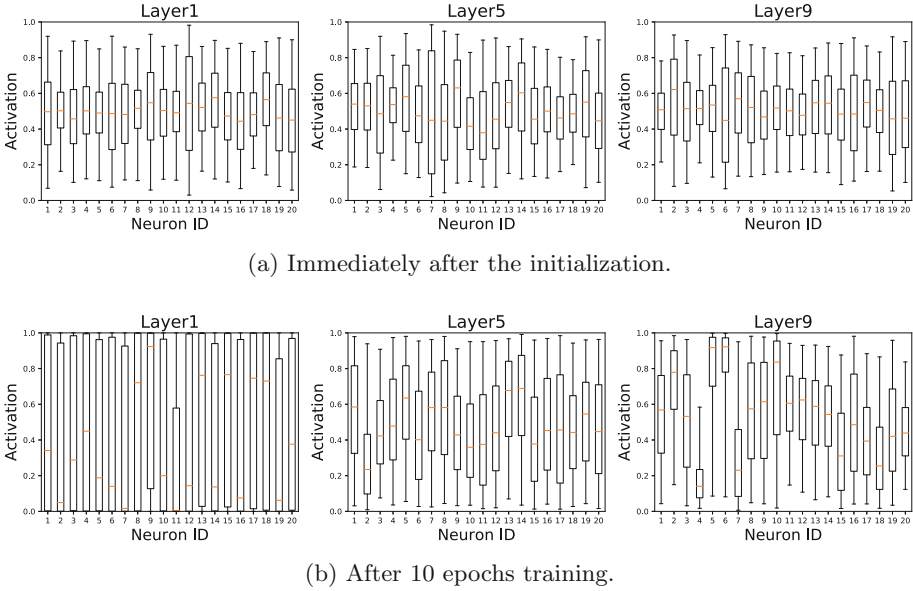 Layer1
Layer5
Layer9
Activation
1.0
0.8
0.6
0.4
0.2
0.0
1 2 3 4 5 6 7 8 9 10 11 12 13 14 15 16 17 18 19 20
Neuron ID
Activation
1.0
0.8
0.6
0.4
0.2
0.0
1 2 3 4 5 6 7 8 9 10 11 12 13 14 15 16 17 18 19 20
Neuron ID
Activation
1.0
0.8
0.6
0.4
0.2
0.0
1 2 3 4 5 6 7 8 9 10 11 12 13 14 15 16 17 18 19 20
Neuron ID
(a) Immediately after the initialization.
Layer1
Layer5
Layer9
Activation
1.0
0.8
0.6
0.4
0.2
0.0
1 2 3 4 5 6 7 8 9 10 11 12 13 14 15 16 17 18 19 20
Neuron ID
Activation
1.0
0.8
0.6
0.4
0.2
0.0
1 2 3 4 5 6 7 8 9 10 11 12 13 14 15 16 17 18 19 20
Neuron ID
Activation
1.0
0.8
0.6
0.4
0.2
0.0
1 2 3 4 5 6 7 8 9 10 11 12 13 14 15 16 17 18 19 20
Neuron ID
(b) After 10 epochs training.